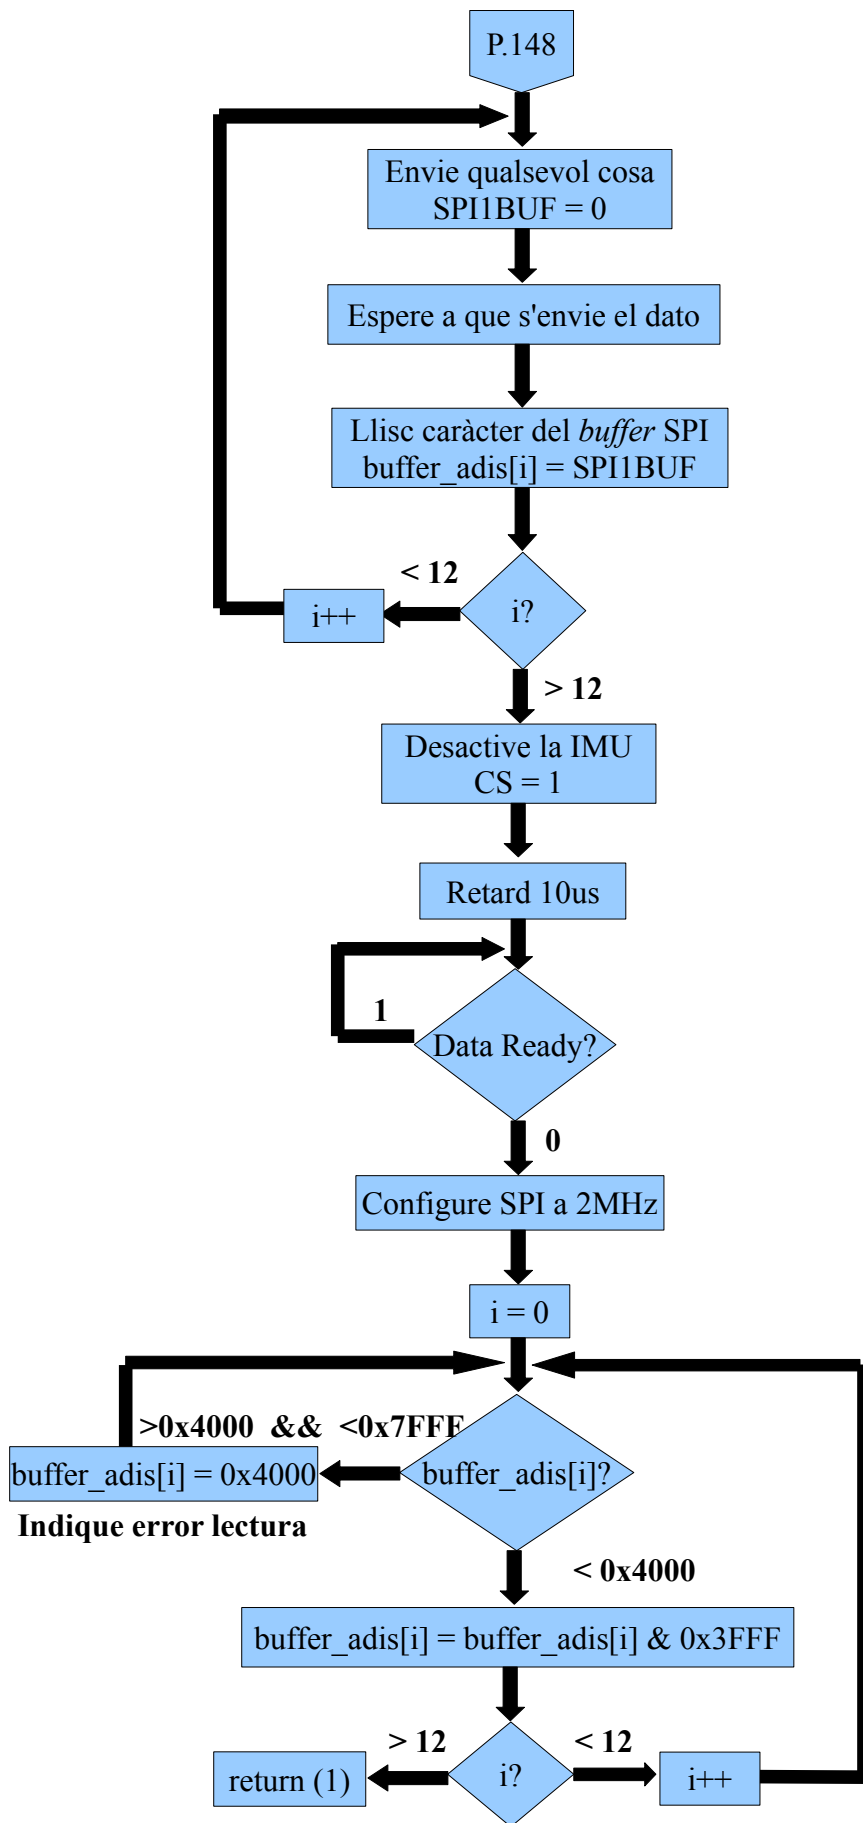 P.148
Envie qualsevol cosa
SPI1BUF = 0
Espere a que s'envie el dato
Llisc caràcter del buffer SPI
buffer_adis[i] = SPI1BUF
< 12
i?
i++
> 12
Desactive la IMU
CS = 1
Retard 10us
1
Data Ready?
0
Configure SPI a 2MHz
i = 0
>0x4000 && <0x7FFF
buffer_adis[i] = 0x4000
buffer_adis[i]?
Indique error lectura
< 0x4000
buffer_adis[i] = buffer_adis[i] & 0x3FFF
> 12
< 12
return (1)
i?
i++